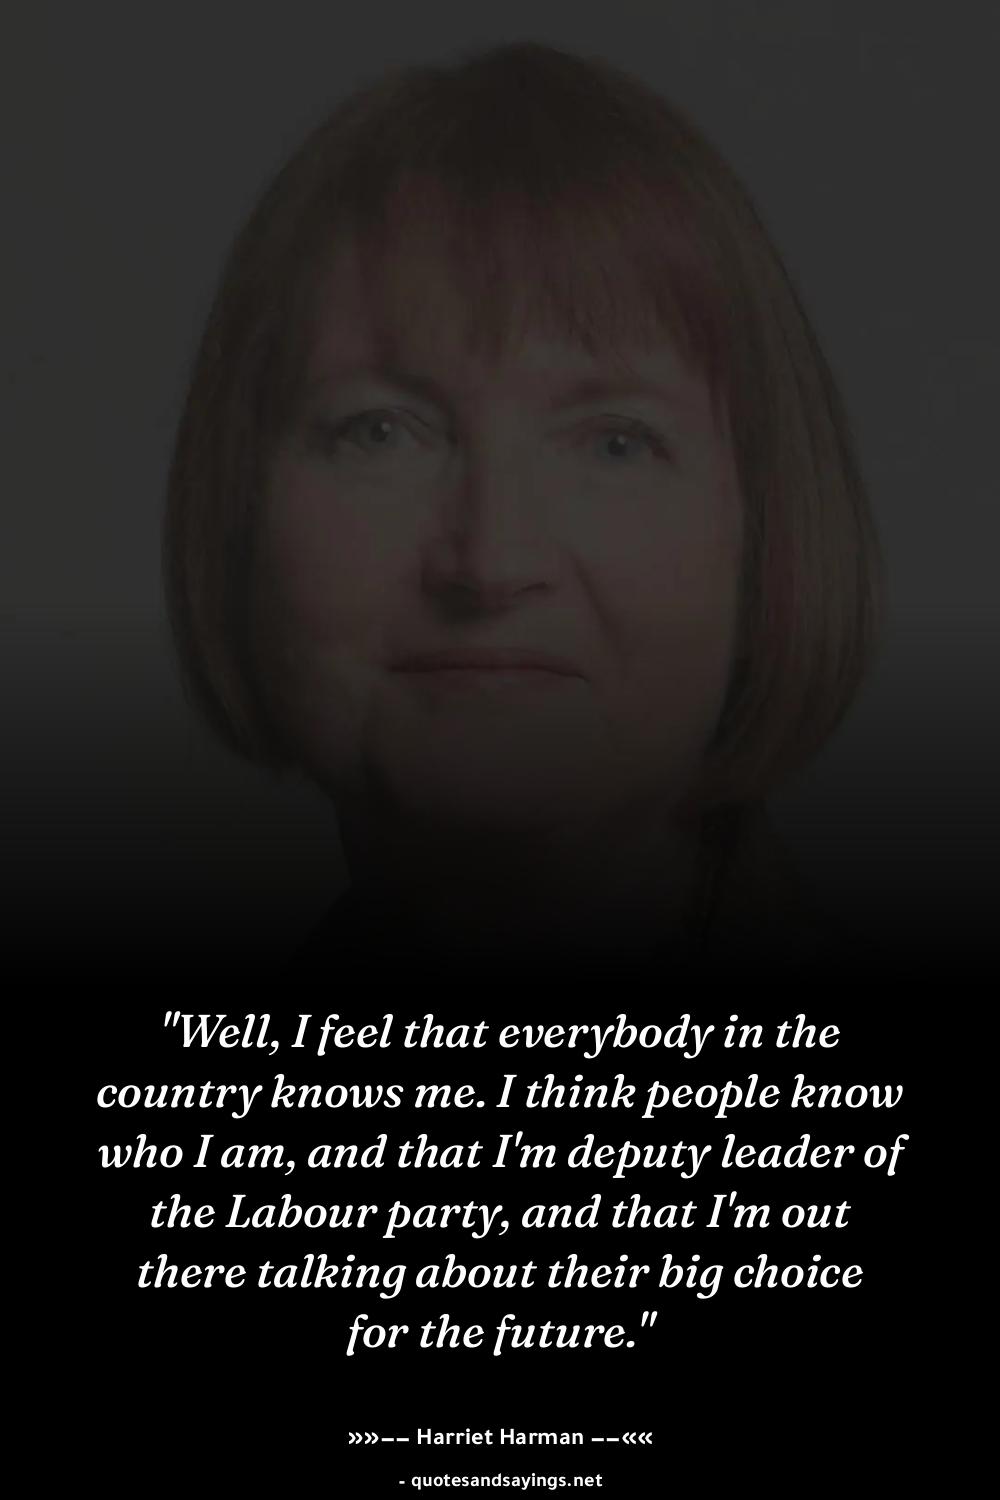 "Well, I feel that everybody in the
country knows me. I think people know
who I am, and that I'm deputy leader of
the Labour party, and that I'm out
there talking about their big choice
for the future."
»»−− Harriet Harman −−««
- quotesandsayings.net